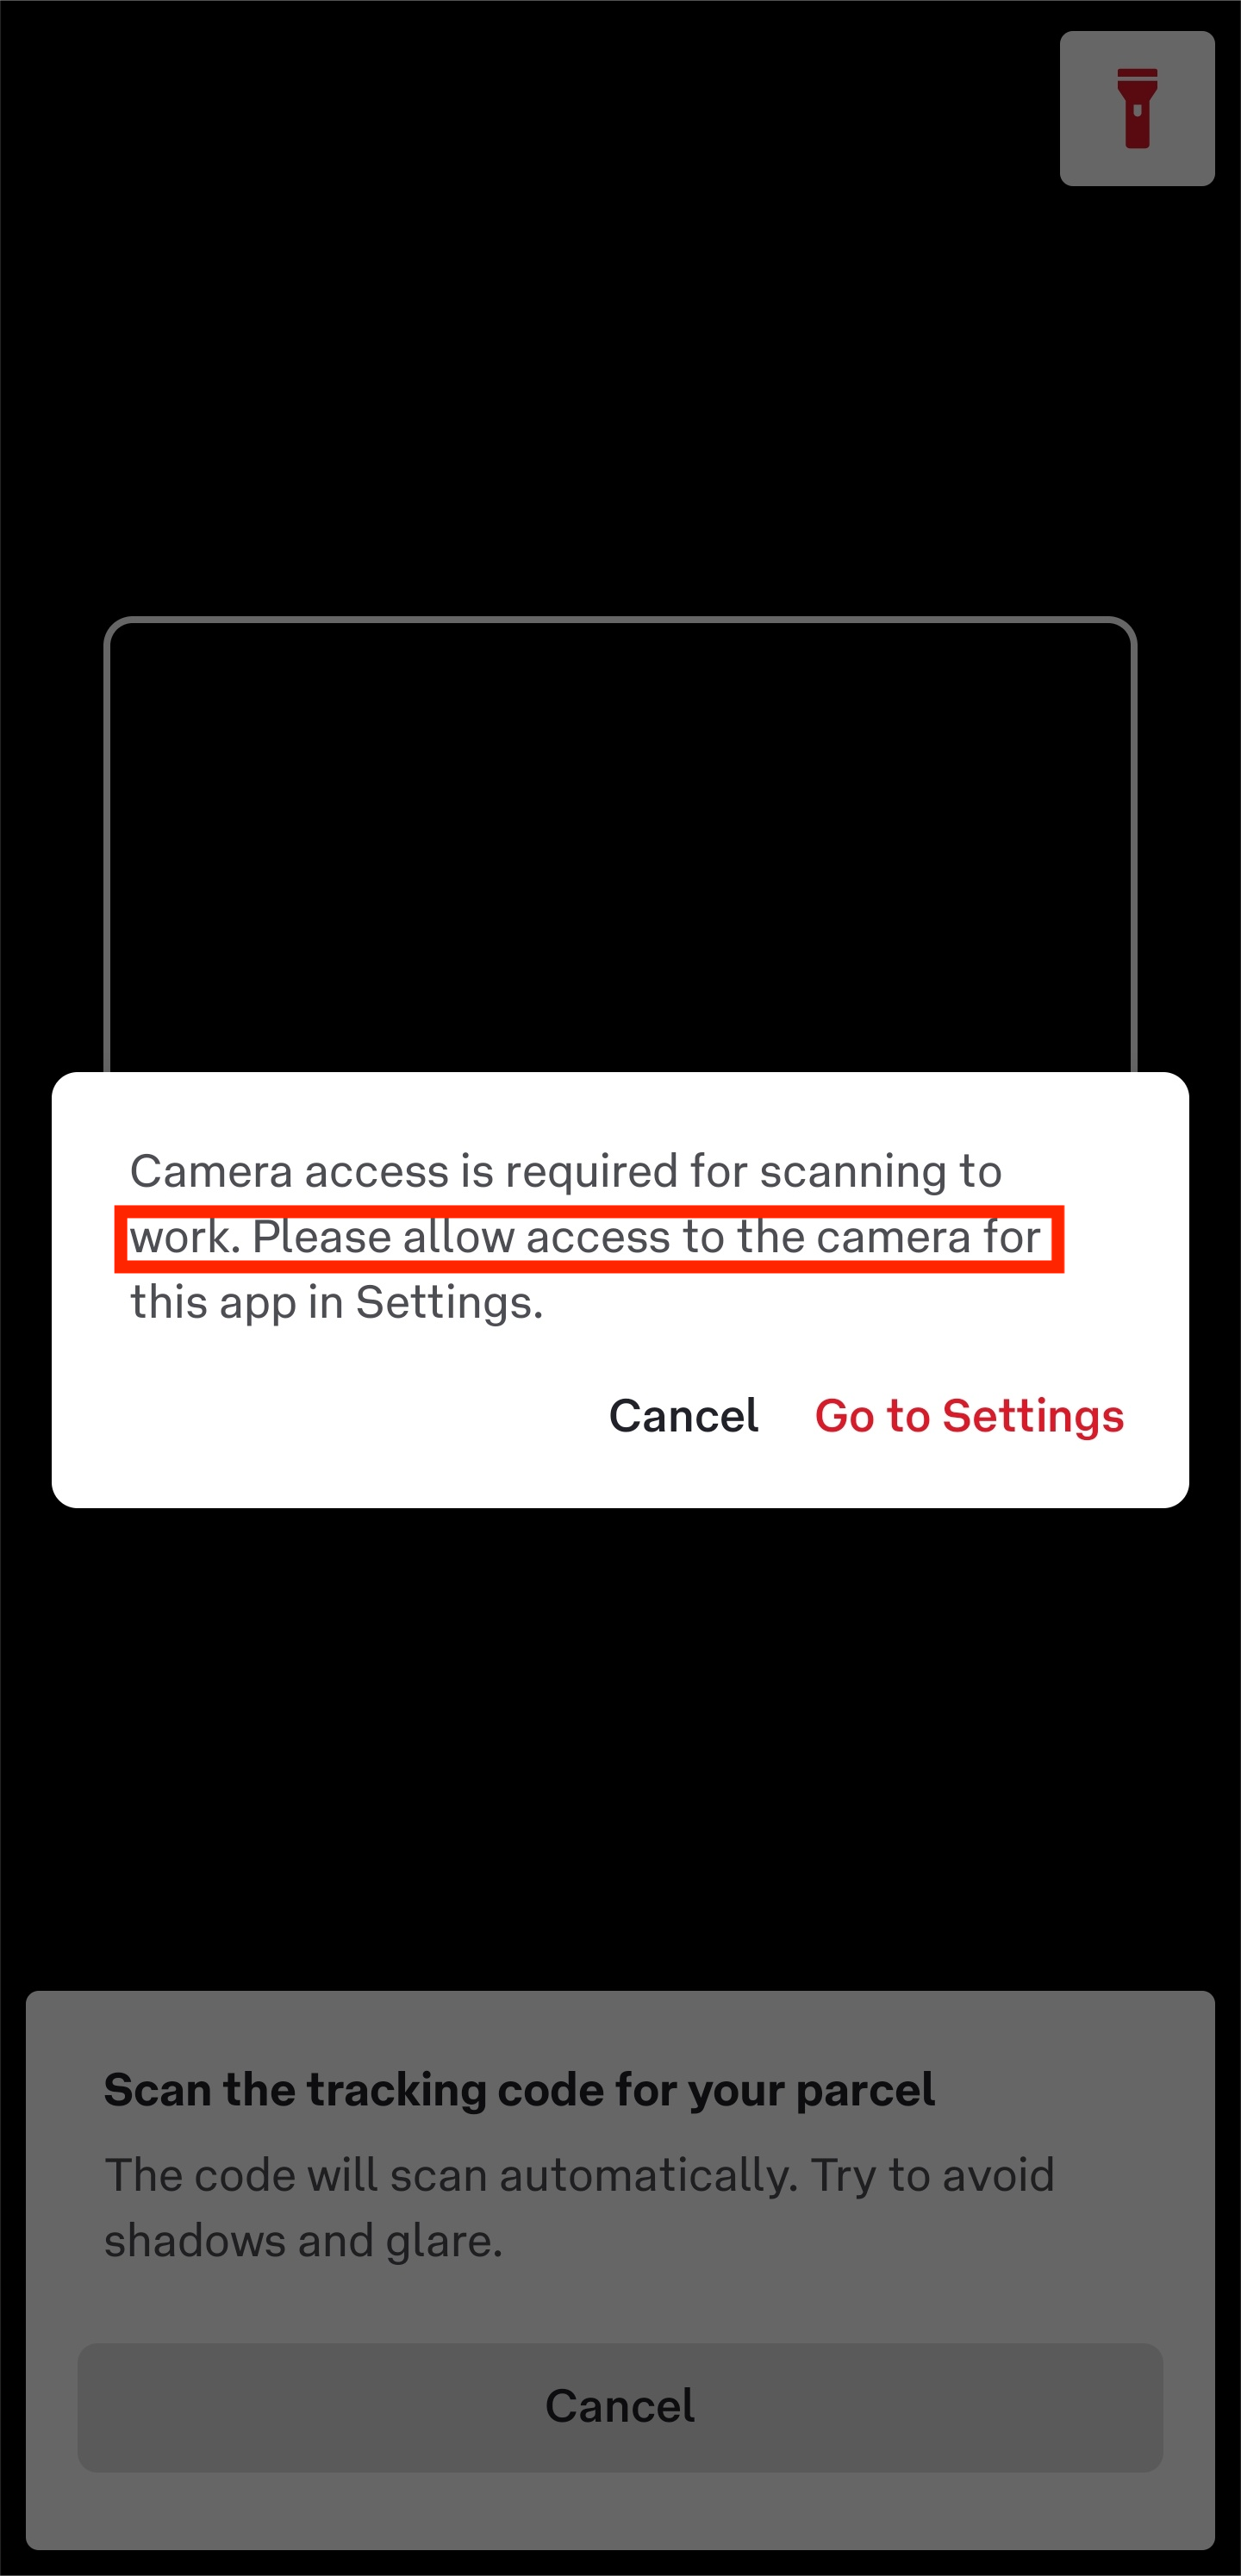 Camera access is required for scanning to
work. Please allow access to the camera for
this app in Settings.
Cancel Go to Settings
Scan the tracking code for your parcel
The code will scan automatically. Try to avoid
shadows and glare.
Cancel